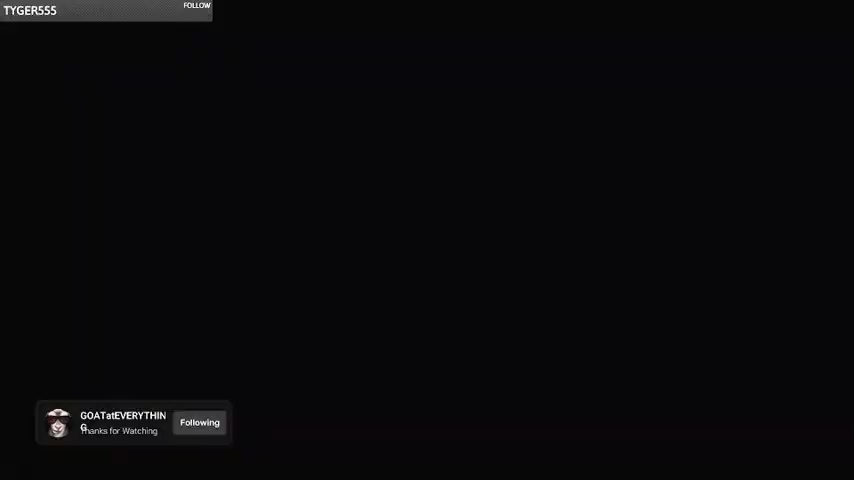 TYGER555
FOLLOW
GOATatEVERYTHIN
G
Thanks for Watching
Following